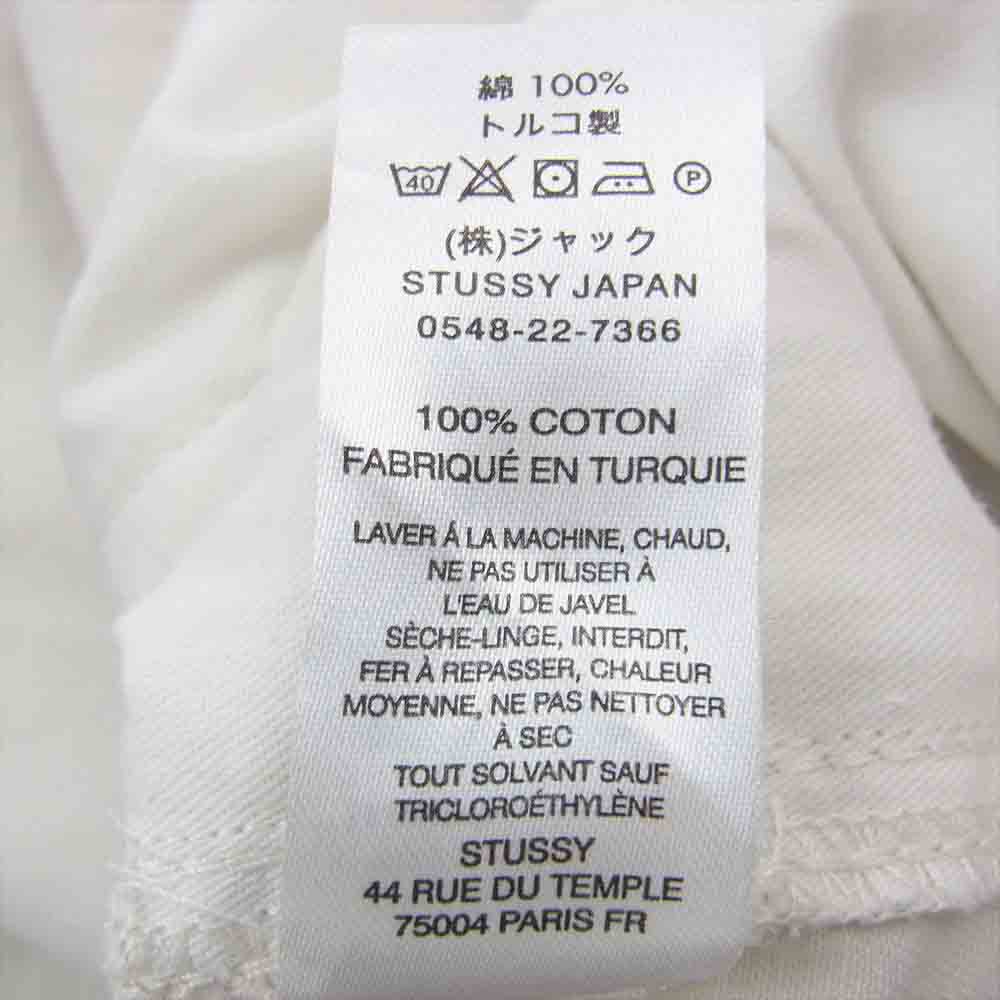 綿 100%
トルコ製
40 P
(株)ジャック
STUSSY JAPAN
0548-22-7366
100% COTON
FABRIQUÉ EN TURQUIE
LAVER Á LA MACHINE, CHAUD,
NE PAS UTILISER À
L'EAU DE JAVEL
SÈCHE-LINGE, INTERDIT,
FER À REPASSER, CHALEUR
MOYENNE, NE PAS NETTOYER
À SEC
TOUT SOLVANT SAUF
TRICLOROÉTHYLÈNE
STUSSY
44 RUE DU TEMPLE
75004 PARIS FR